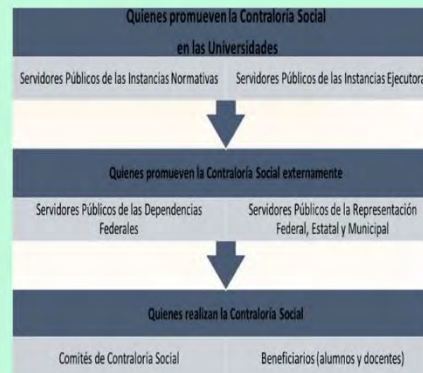 Quienes promueven la Contraloría Social
en las Universidades
Servidores Públicos de las Instancias Normativas
Servidores Públicos de las Instancias Ejecutora
Quienes promueven la Contraloría Social externamente
Servidores Públicos de las Dependencias
Federales
Servidores Públicos de la Representación
Federal, Estatal y Municipal
Quienes realizan la Contraloría Social
Comités de Contraloría Social
Beneficiarios (alumnos y docentes)